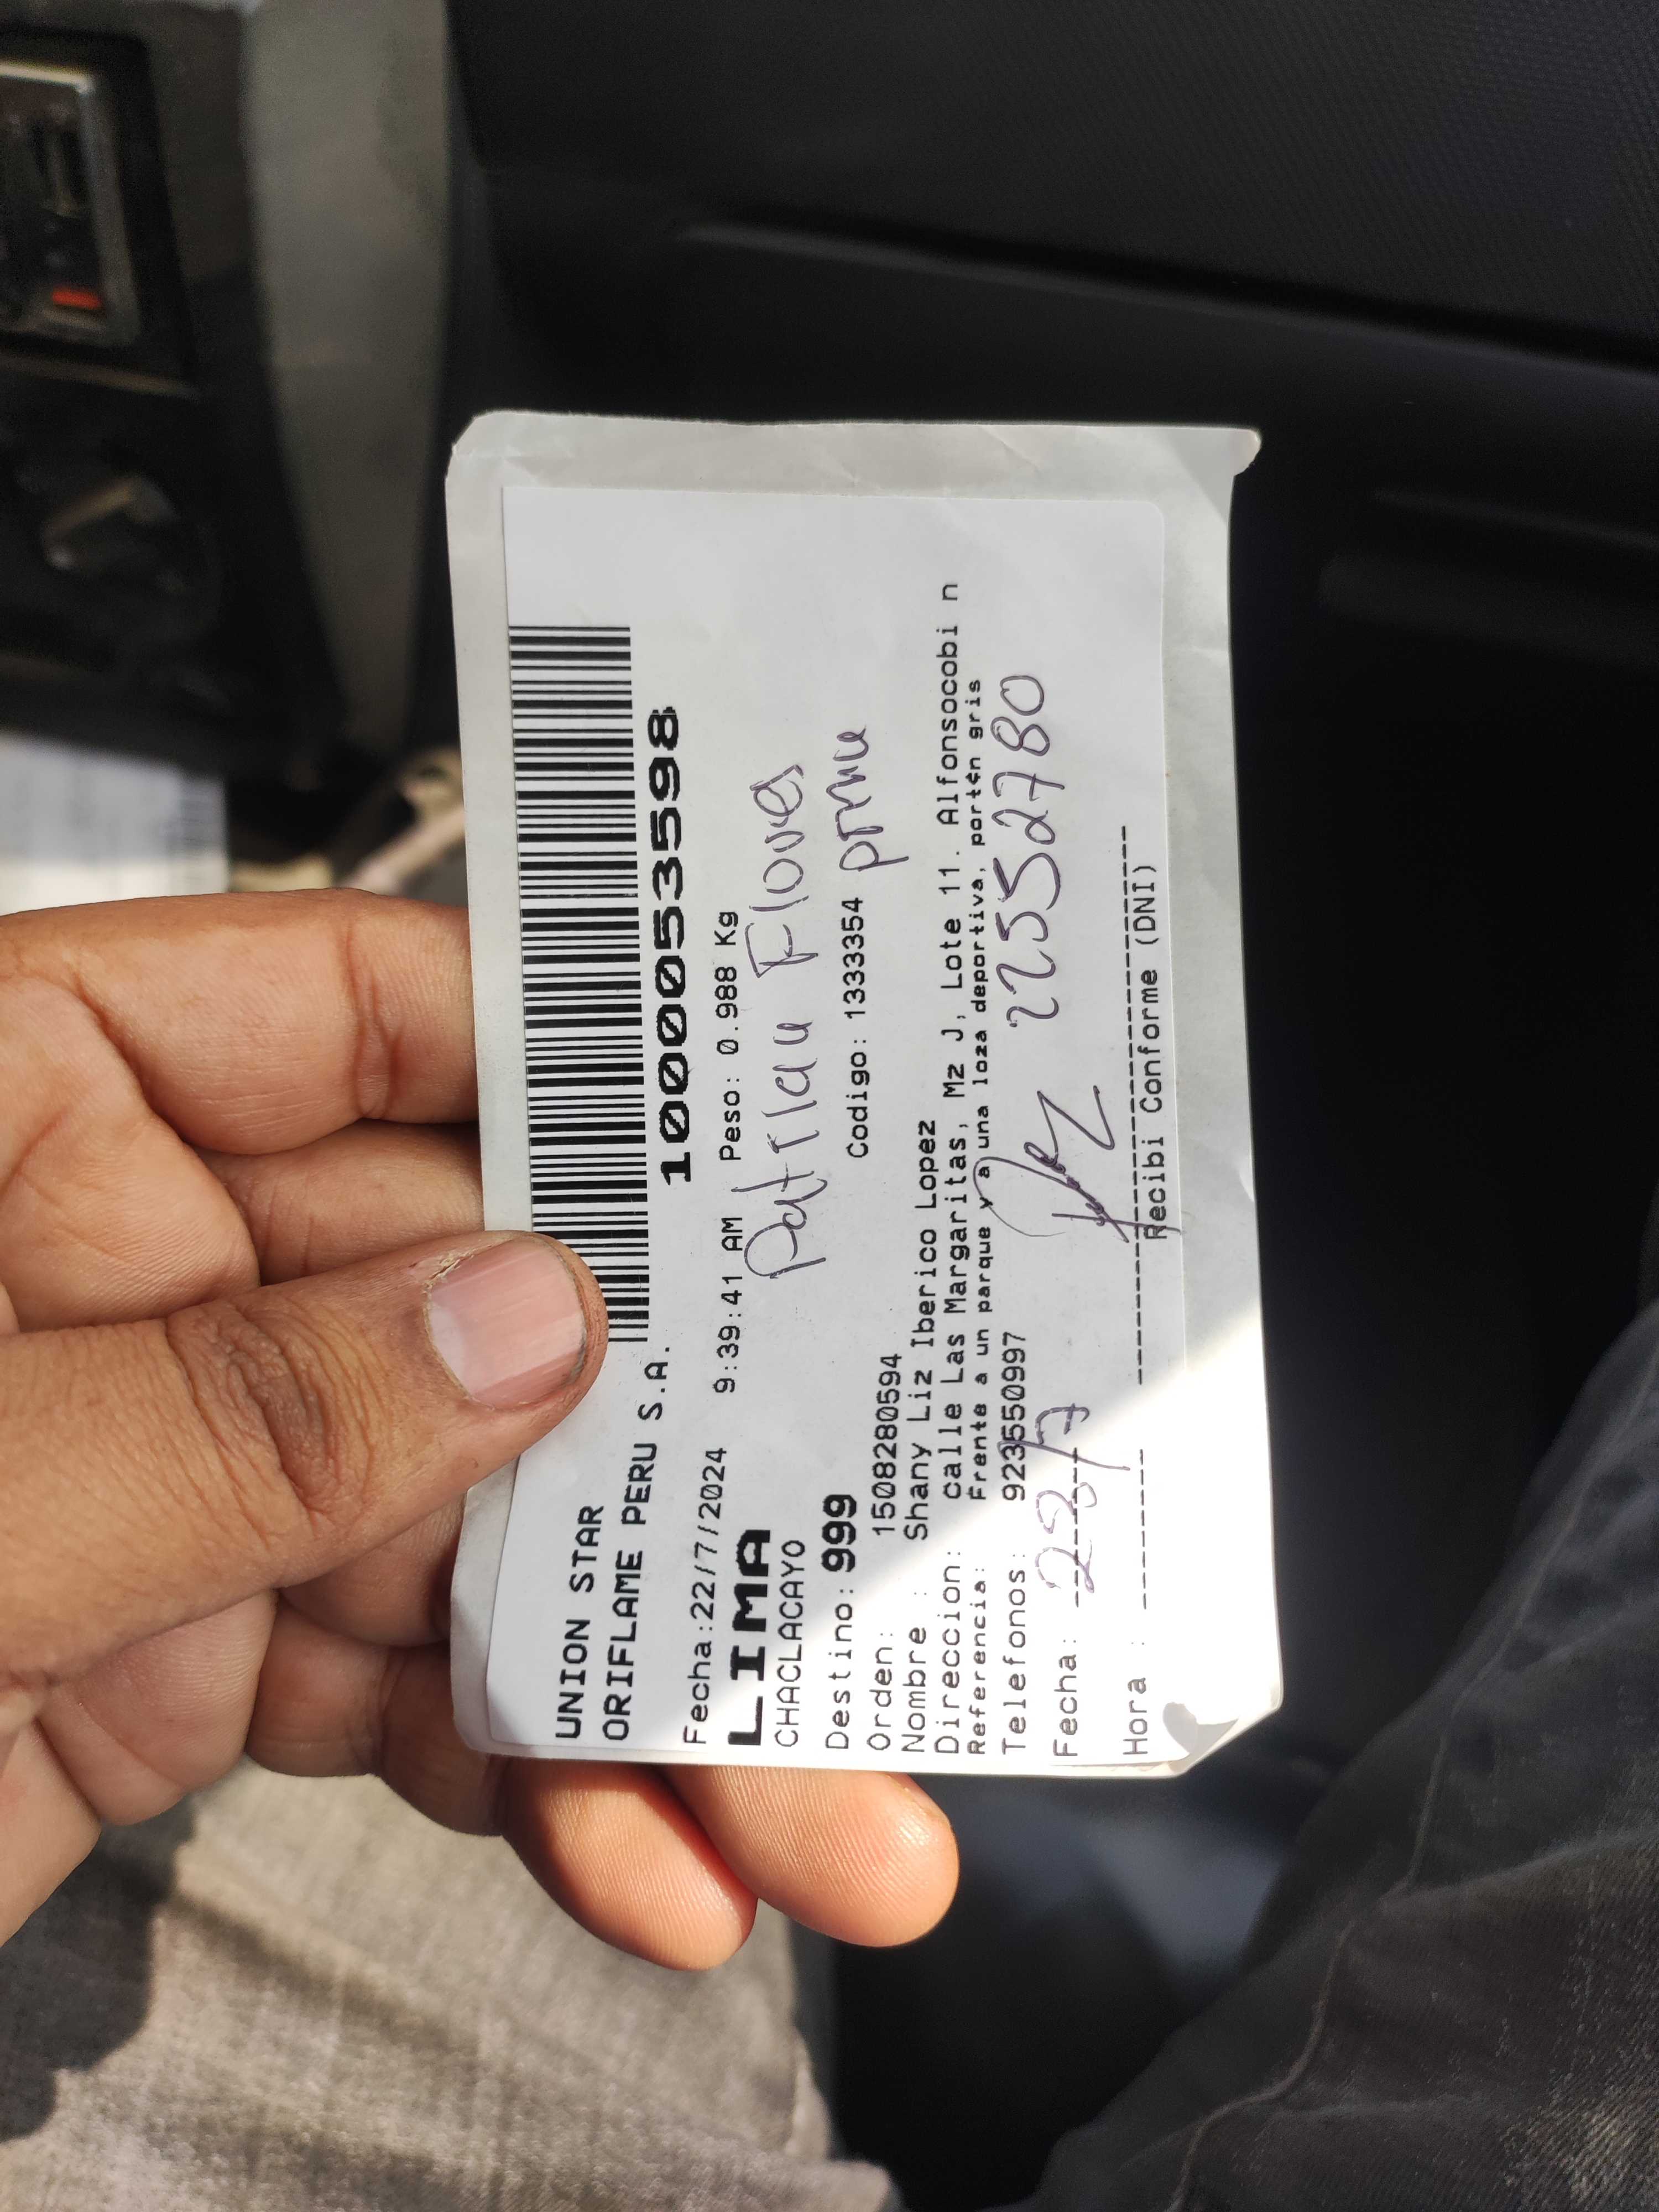 UNION STAR
ORIFLAME PERU S.A.
1000053598
Fecha:22/7/2024 9:39:41 AM Peso: 0.988 Kg
LIMA
CHACLACAYO
Flores
Destino: 999
Orden: 1508280594 Codigo: 1333354
Nombre : Shany Liz Iberico Lopez
Direccion: calle Las Margaritas, Mz J, Lote 11. Alfonsocobi n
Referencia: Frente a un parque y a una loza deportiva, portón gris
Telefonos: 923550997
22552780
Fecha: 23/7
Hora :
Recibi Conforme (DNI)